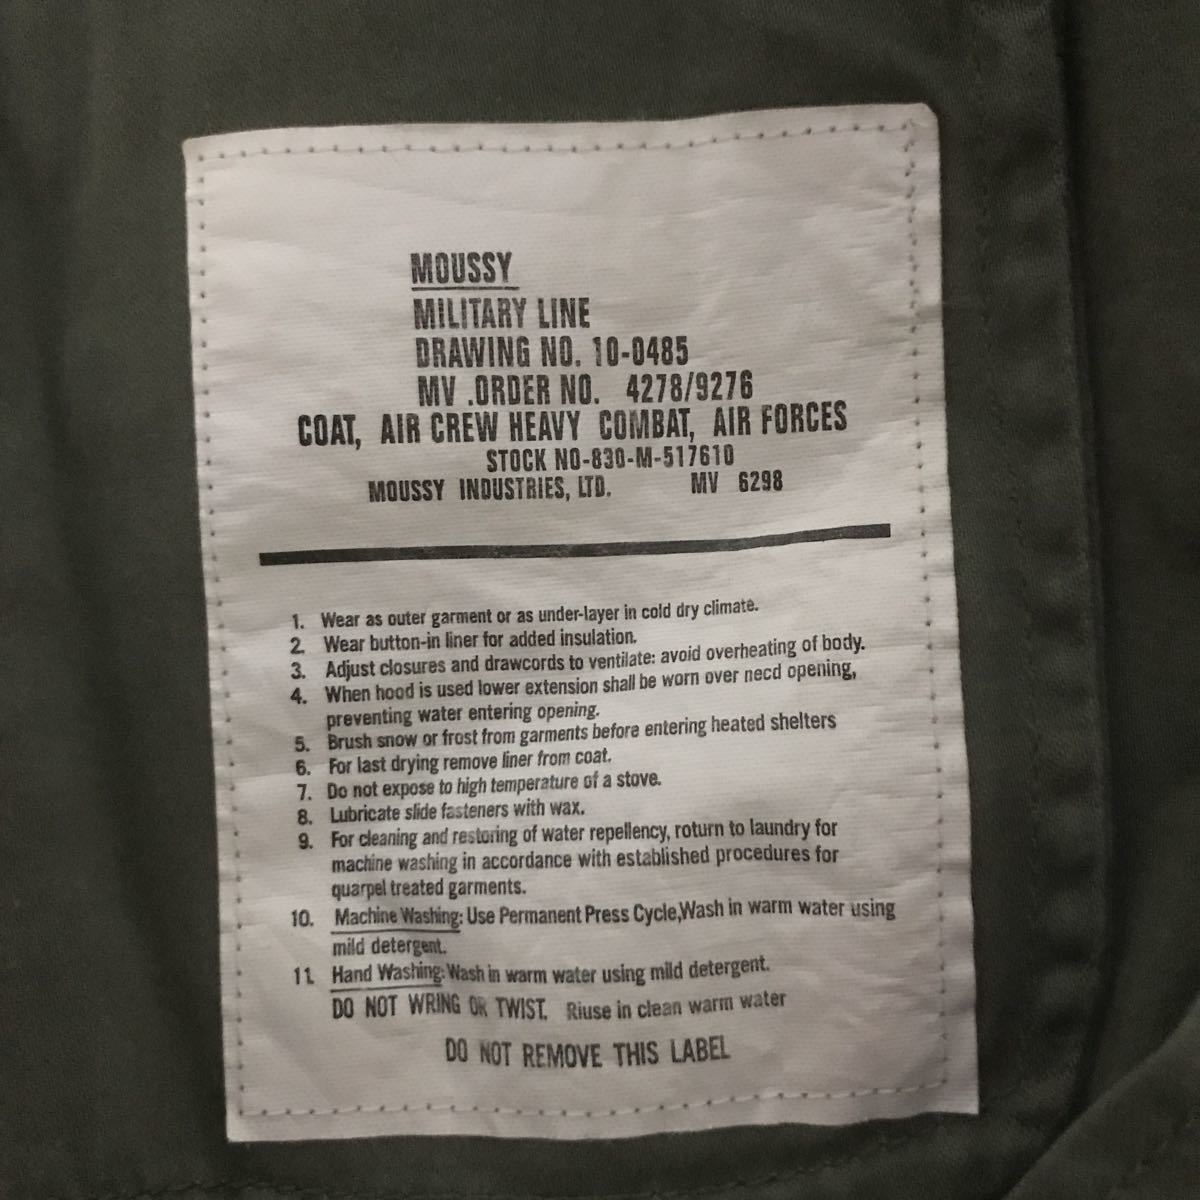 MOUSSY
MILITARY LINE
DRAWING NO. 10-0485
MV .ORDER NO. 4278/9276
COAT, AIR CREW HEAVY COMBAT, AIR FORCES
STOCK NO-830-M-517610
MOUSSY INDUSTRIES, LTD. MV 6298
1. Wear as outer garment or as under-layer in cold dry climate.
2. Wear button-in liner for added insulation.
3. Adjust closures and drawcords to ventilate: avoid overheating of body.
4. When hood is used lower extension shall be worn over necd opening,
preventing water entering opening.
5. Brush snow or frost from garments before entering heated shelters
6. For last drying remove liner from coat.
7. Do not expose to high temperature of a stove.
8. Lubricate slide fasteners with wax.
9. For cleaning and restoring of water repellency, roturn to laundry for
machine washing in accordance with established procedures for
quarpel treated garments.
10. Machine Washing: Use Permanent Press Cycle,Wash in warm water using
mild detergent.
11. Hand Washing: Wash in warm water using mild detergent.
DO NOT WRING OR TWIST. Riuse in clean warm water
DO NOT REMOVE THIS LABEL